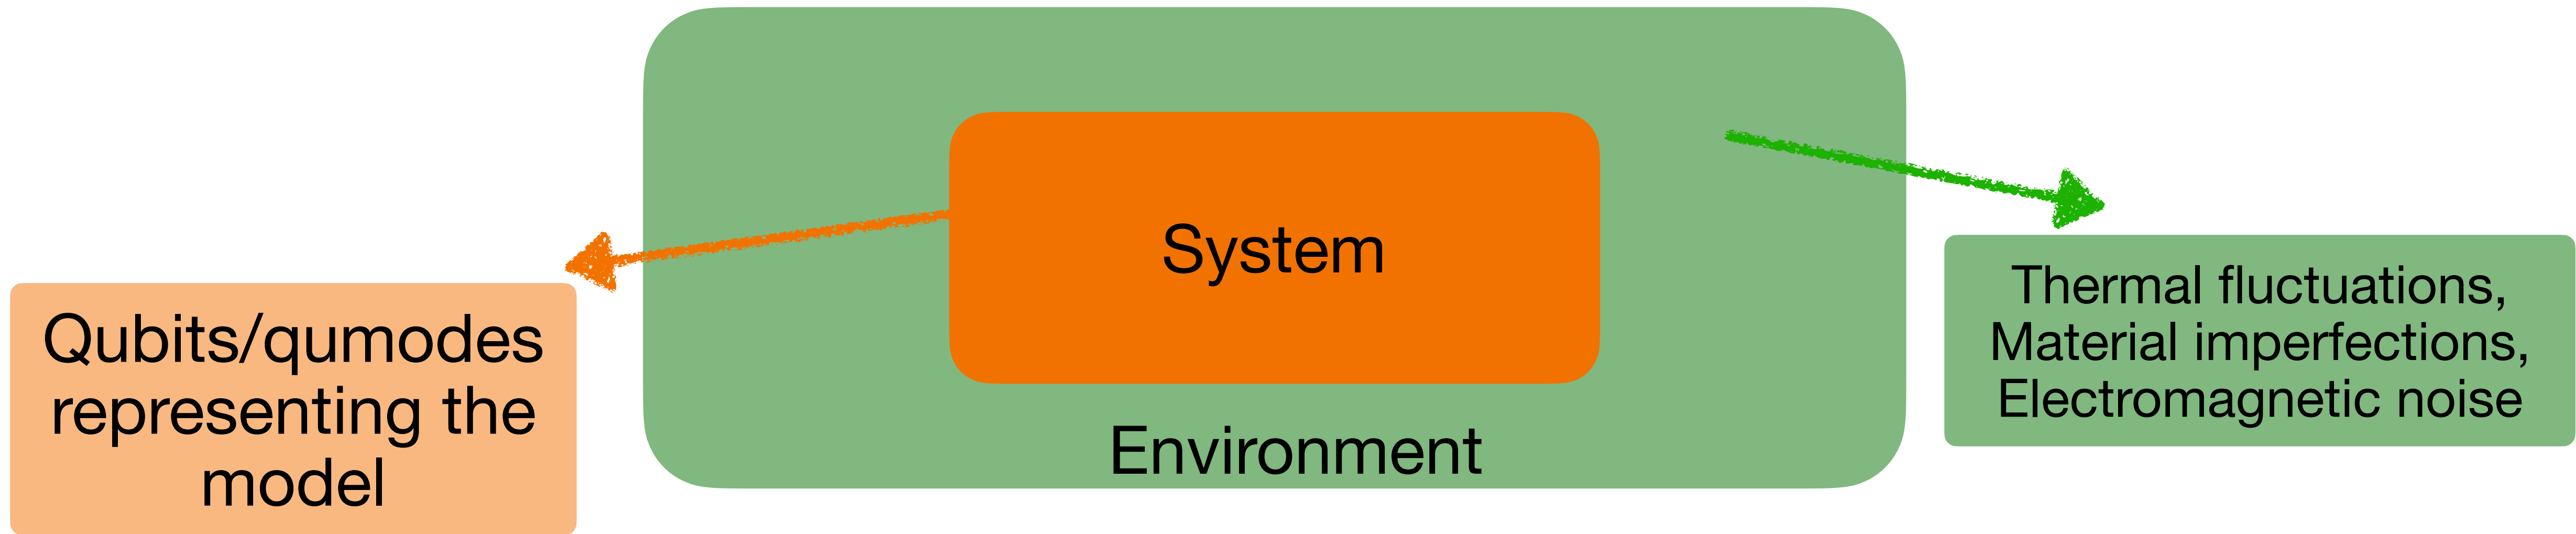 System
Environment
Qubits/qumodes
representing the
model
Thermal fluctuations,
Material imperfections,
Electromagnetic noise